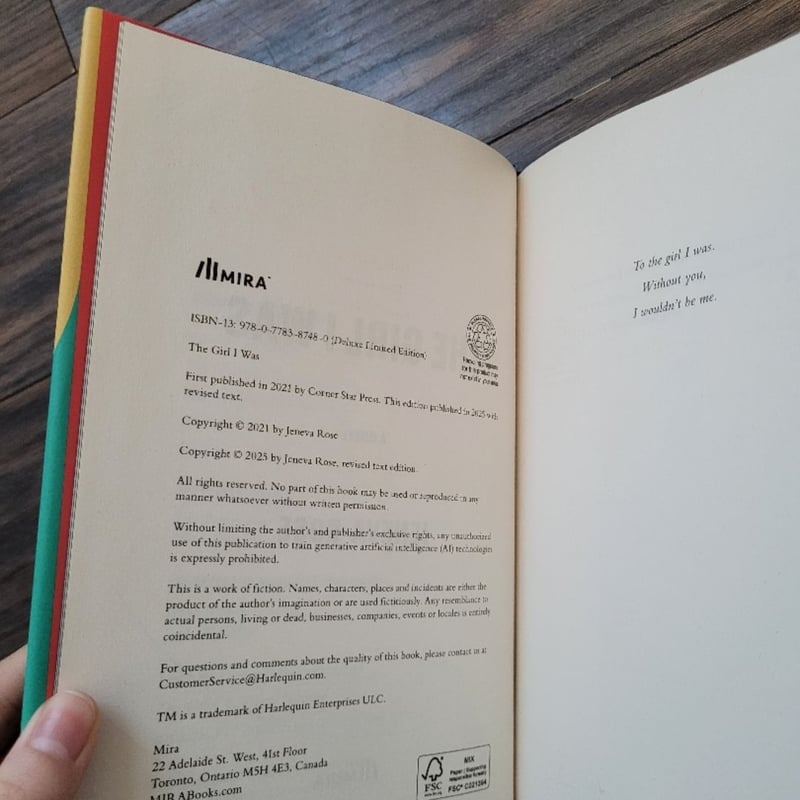 MIRA™
ISBN-13: 978-0-7783-8748-0 (Deluxe Limited Edition)
The Girl I Was
First published in 2021 by Corner Star Press. This edition published in 2025 with
revised text.
Copyright © 2021 by Jeneva Rose
Copyright © 2025 by Jeneva Rose, revised text edition.
All rights reserved. No part of this book may be used or reproduced in any
manner whatsoever without written permission.
Without limiting the author's and publisher's exclusive rights, any unauthorized
use of this publication to train generative artificial intelligence (AI) technologies
is expressly prohibited.
This is a work of fiction. Names, characters, places and incidents are either the
product of the author's imagination or are used fictitiously. Any resemblance to
actual persons, living or dead, businesses, companies, events or locales is entirely
coincidental.
For questions and comments about the quality of this book, please contact us at
CustomerService@Harlequin.com.
TM is a trademark of Harlequin Enterprises ULC.
Mira
22 Adelaide St. West, 41st Floor
Toronto, Ontario M5H 4E3, Canada
MIRABooks.com
FSC
MIX
Paper | Supporting
responsible forestry
FSC® C021394
To the girl I was.
Without you,
I wouldn't be me.